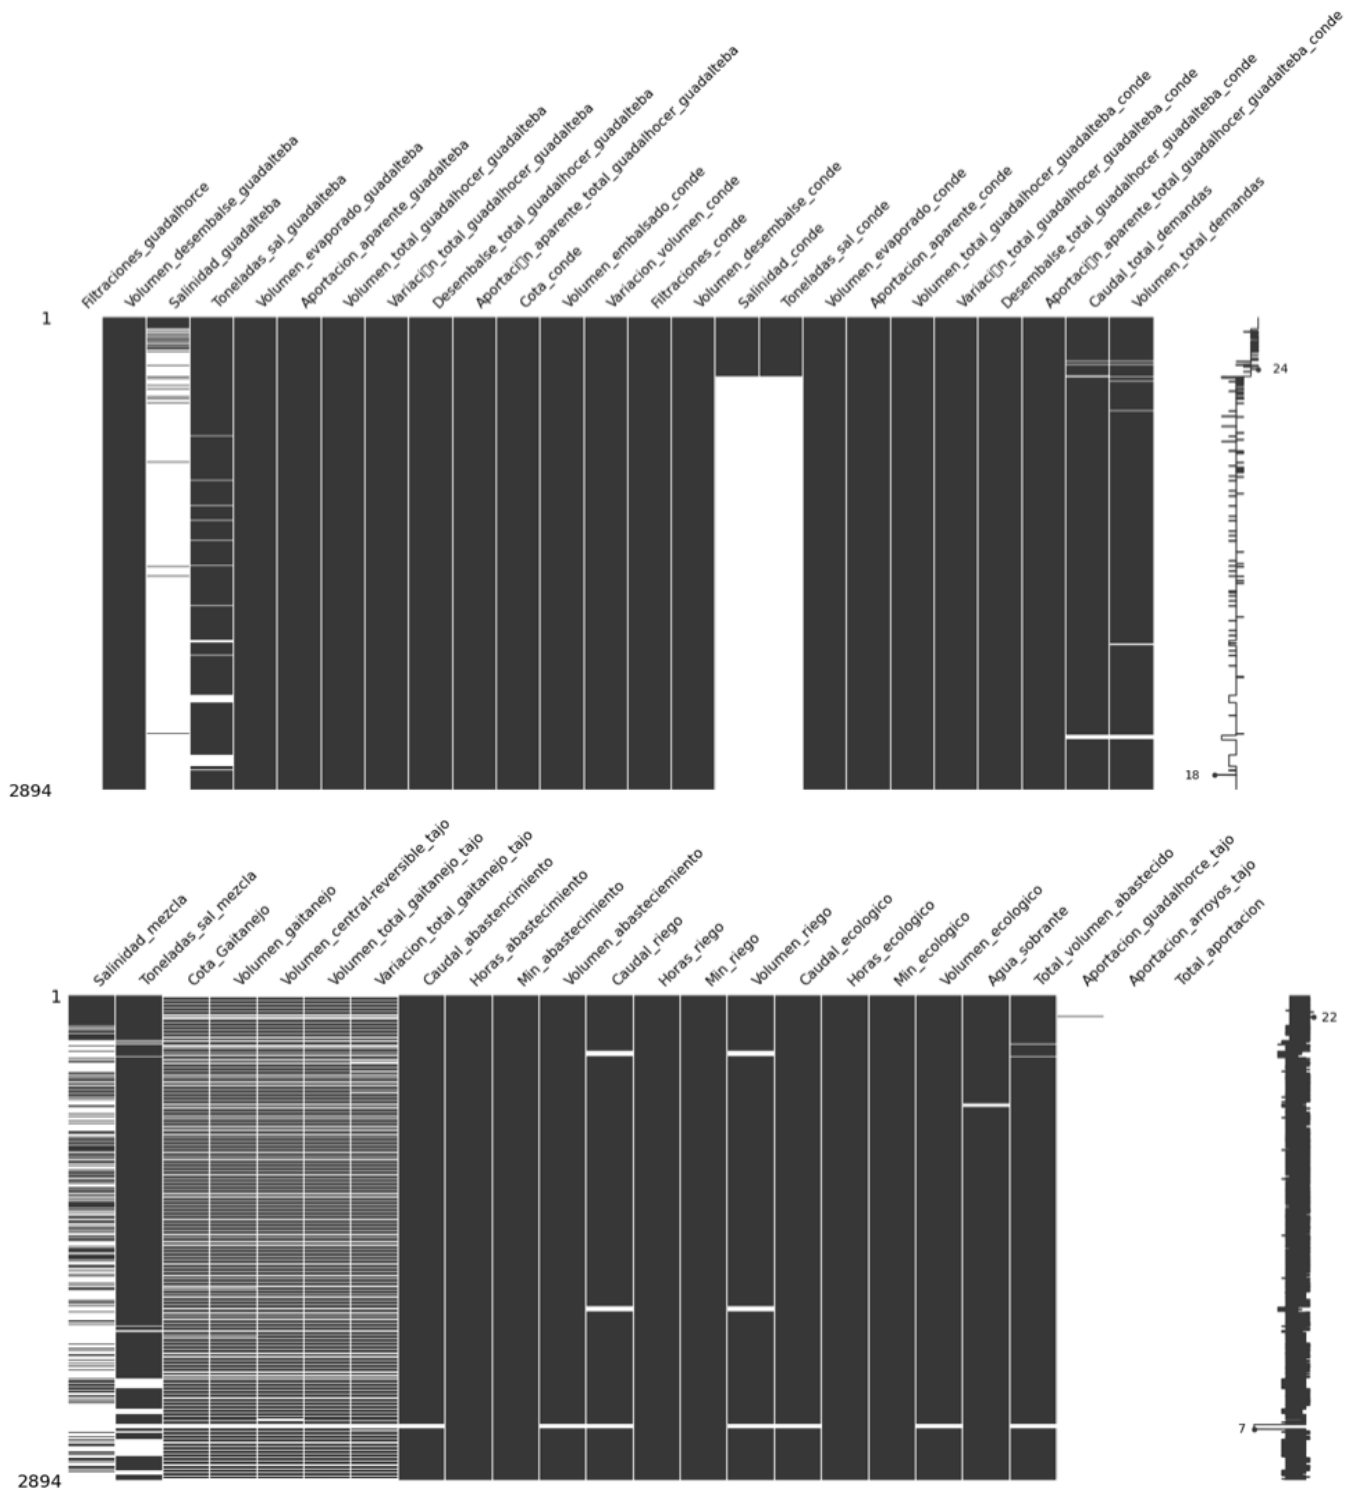 Filtraciones_guadalhorce
Volumen_desembalse_guadalteba
Salinidad_guadalteba
Toneladas_sal_guadalteba
Volumen_evaporado_guadalteba
Aportacion_aparente_guadalteba
Volumen_total_guadalhocer_guadalteba
Variaci▯n_total_guadalhocer_guadalteba
Desembalse_total_guadalhocer_guadalteba
Aportaci▯n_aparente_total_guadalhocer_guadalteba
Cota_conde
Volumen_embalsado_conde
Variacion_volumen_conde
Filtraciones_conde
Volumen_desembalse_conde
Salinidad_conde
Toneladas_sal_conde
Volumen_evaporado_conde
Aportacion_aparente_conde
Volumen_total_guadalhocer_guadalteba_conde
Variaci▯n_total_guadalhocer_guadalteba_conde
Desembalse_total_guadalhocer_guadalteba_conde
Aportaci▯n_aparente_total_guadalhocer_guadalteba_conde
Caudal_total_demandas
Volumen_total_demandas
1
24
18
2894
Salinidad_mezcla
Toneladas_sal_mezcla
Cota_Gaitanejo
Volumen_gaitanejo
Volumen_central-reversible_tajo
Volumen_total_gaitanejo_tajo
Variacion_total_gaitanejo_tajo
Caudal_abastencimiento
Horas_abastecimiento
Min_abastecimiento
Volumen_abasteciemiento
Caudal_riego
Horas_riego
Min_riego
Volumen_riego
Caudal_ecologico
Horas_ecologico
Min_ecologico
Volumen_ecologico
Agua_sobrante
Total_volumen_abastecido
Aportacion_guadalhorce_tajo
Aportacion_arroyos_tajo
Total_aportacion
1
22
7
2894